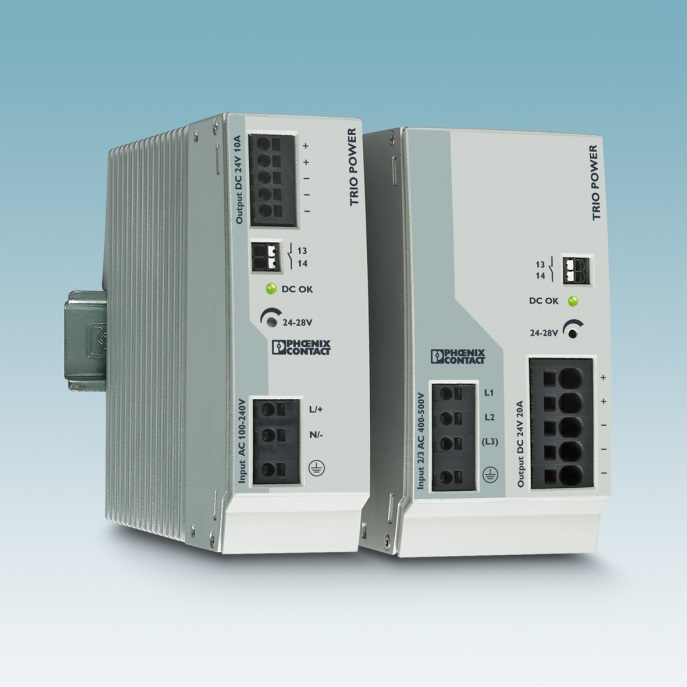 Output DC 24V 10A
+
+
−
−
−
TRIO POWER
13
14
DC OK
24-28V
PHŒNIX
CONTACT
Input AC 100-240V
L/+
N/-
TRIO POWER
13
14
DC OK
24-28V
PHŒNIX
CONTACT
Input 2/3 AC 400-500V
L1
L2
(L3)
Output DC 24V 20A
+
+
−
−
−